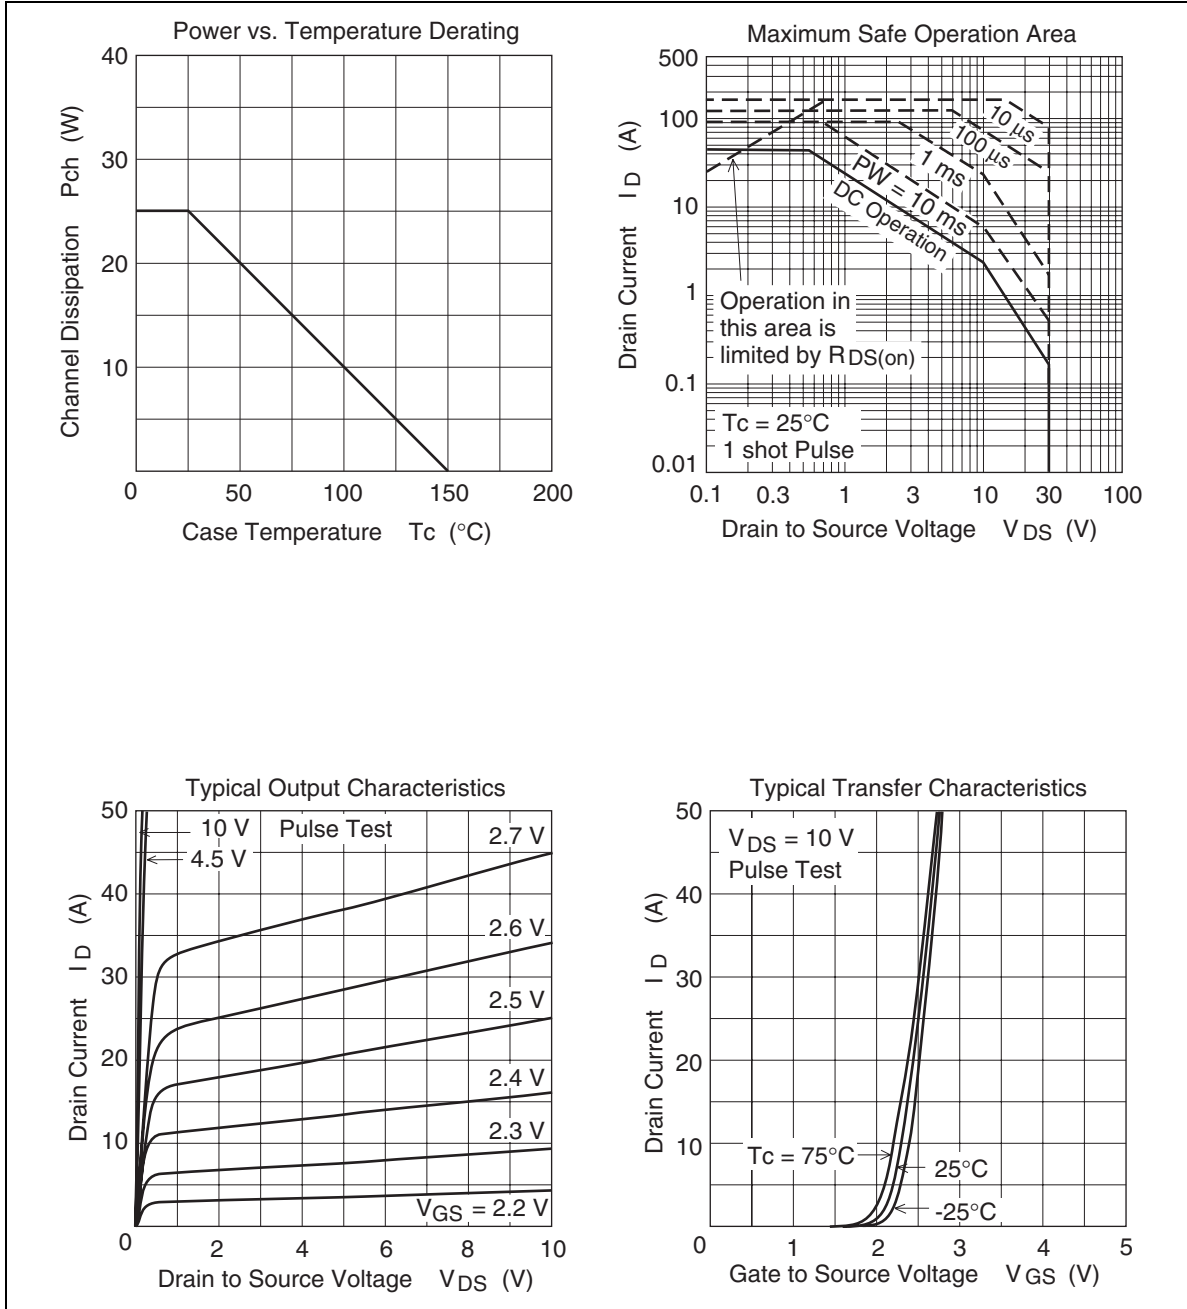 Power vs. Temperature Derating
40
30
20
10
0
50
100
150
200
Channel Dissipation Pch (W)
Case Temperature Tc (°C)
Maximum Safe Operation Area
500
100
10
1
0.1
0.01
0.1
0.3
1
3
10
30
100
Drain Current I D (A)
Drain to Source Voltage V DS (V)
10 µs
100 µs
1 ms
PW = 10 ms
DC Operation
Operation in
this area is
limited by R DS(on)
Tc = 25°C
1 shot Pulse
Typical Output Characteristics
50
40
30
20
10
0
2
4
6
8
10
Drain Current I D (A)
Drain to Source Voltage V DS (V)
10 V
4.5 V
Pulse Test
2.7 V
2.6 V
2.5 V
2.4 V
2.3 V
V GS = 2.2 V
Typical Transfer Characteristics
50
40
30
20
10
0
1
2
3
4
5
Drain Current I D (A)
Gate to Source Voltage V GS (V)
V DS = 10 V
Pulse Test
Tc = 75°C
25°C
-25°C